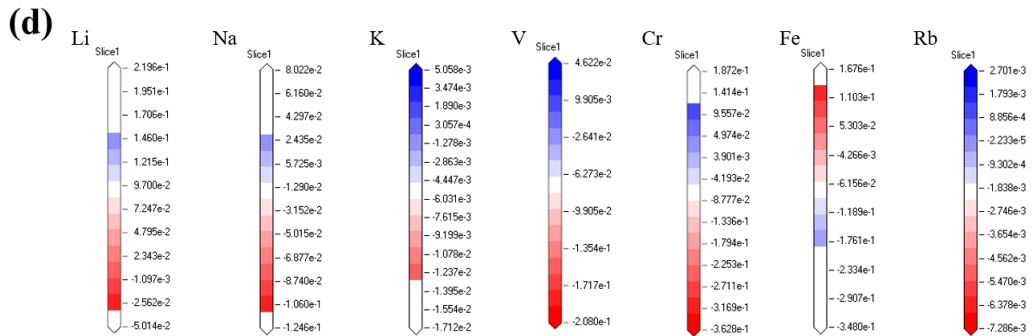 (d)
Li
Slice1
2.196e-1
1.951e-1
1.706e-1
1.460e-1
1.215e-1
9.700e-2
7.247e-2
4.795e-2
2.343e-2
-1.097e-3
-2.562e-2
-5.014e-2
Na
Slice1
8.022e-2
6.160e-2
4.297e-2
2.435e-2
5.725e-3
-1.290e-2
-3.152e-2
-5.015e-2
-6.877e-2
-8.740e-2
-1.060e-1
-1.246e-1
K
Slice1
5.058e-3
3.474e-3
1.890e-3
3.057e-4
-1.278e-3
-2.863e-3
-4.447e-3
-6.031e-3
-7.615e-3
-9.199e-3
-1.078e-2
-1.237e-2
-1.395e-2
-1.554e-2
-1.712e-2
V
Slice1
4.622e-2
9.905e-3
-2.641e-2
-6.273e-2
-9.905e-2
-1.354e-1
-1.717e-1
-2.080e-1
Cr
Slice1
1.872e-1
1.414e-1
9.557e-2
4.974e-2
3.901e-3
-4.193e-2
-8.777e-2
-1.336e-1
-1.794e-1
-2.253e-1
-2.711e-1
-3.169e-1
-3.628e-1
Fe
Slice1
1.676e-1
1.103e-1
5.302e-2
-4.266e-3
-6.156e-2
-1.189e-1
-1.761e-1
-2.334e-1
-2.907e-1
-3.480e-1
Rb
Slice1
2.701e-3
1.793e-3
8.856e-4
-2.233e-5
-9.302e-4
-1.838e-3
-2.746e-3
-3.654e-3
-4.562e-3
-5.470e-3
-6.378e-3
-7.286e-3